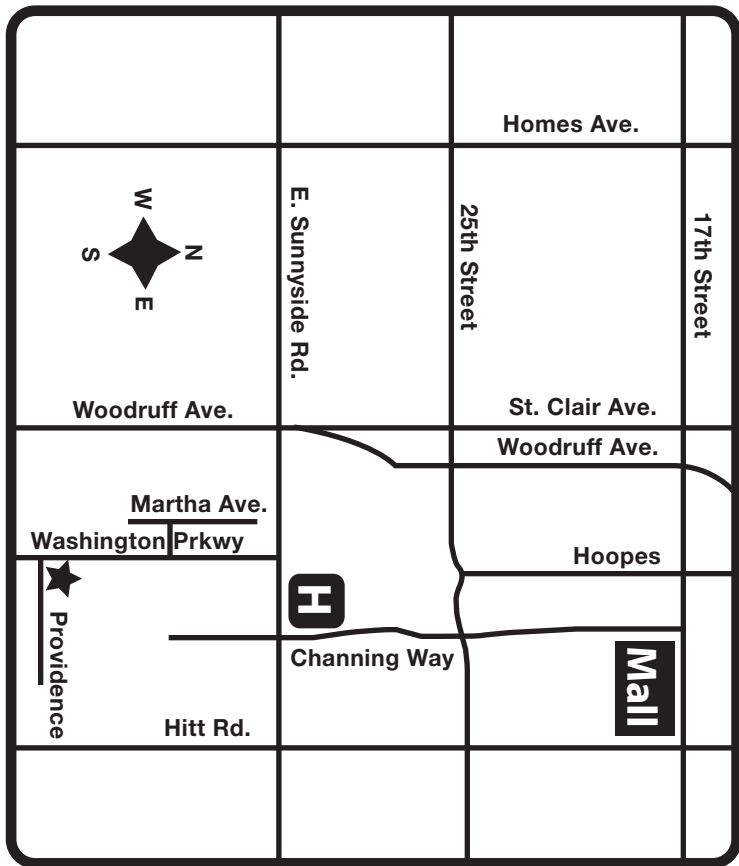 Homes Ave.
W
N
S
E
E. Sunnyside Rd.
25th Street
17th Street
Woodruff Ave.
St. Clair Ave.
Woodruff Ave.
Martha Ave.
Washington Prkwy
Hoopes
H
Providence
Channing Way
Mall
Hitt Rd.